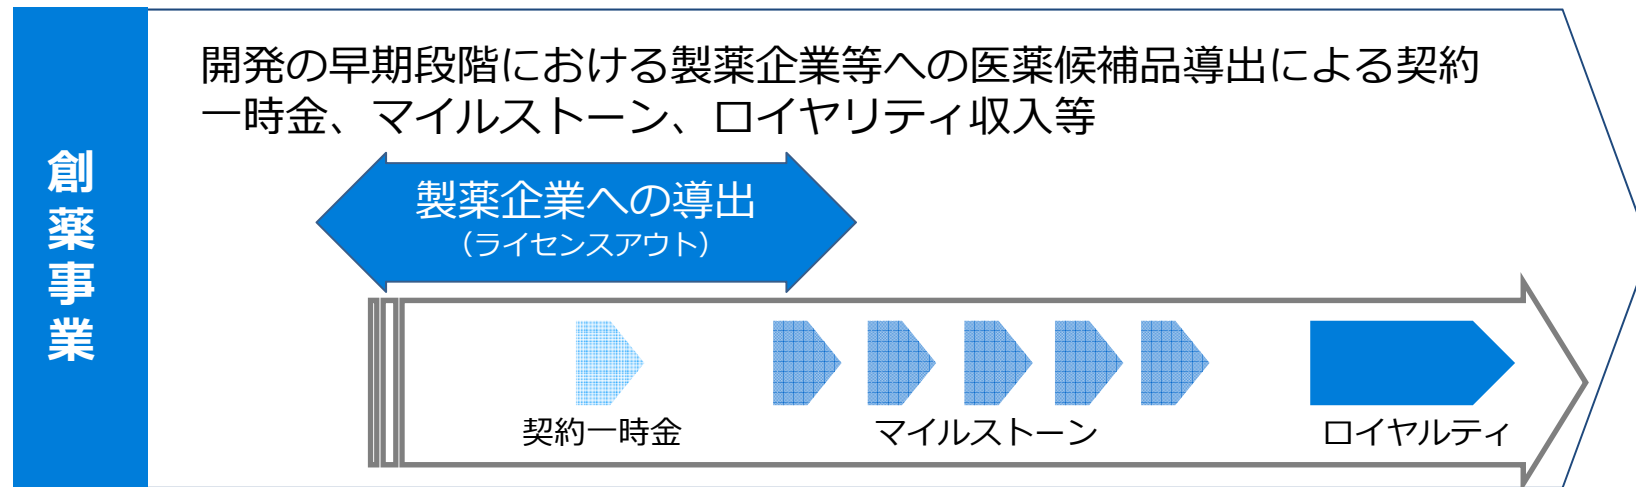 創薬事業
開発の早期段階における製薬企業等への医薬候補品導出による契約
一時金、マイルストーン、ロイヤリティ収入等
製薬企業への導出
（ライセンスアウト）
契約一時金
マイルストーン
ロイヤルティ